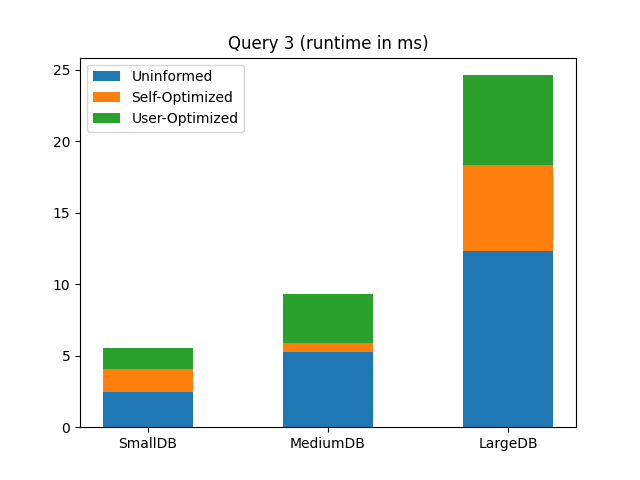 Query 3 (runtime in ms)
25
20
15
10
5
0
Uninformed
Self-Optimized
User-Optimized
SmallDB
MediumDB
LargeDB